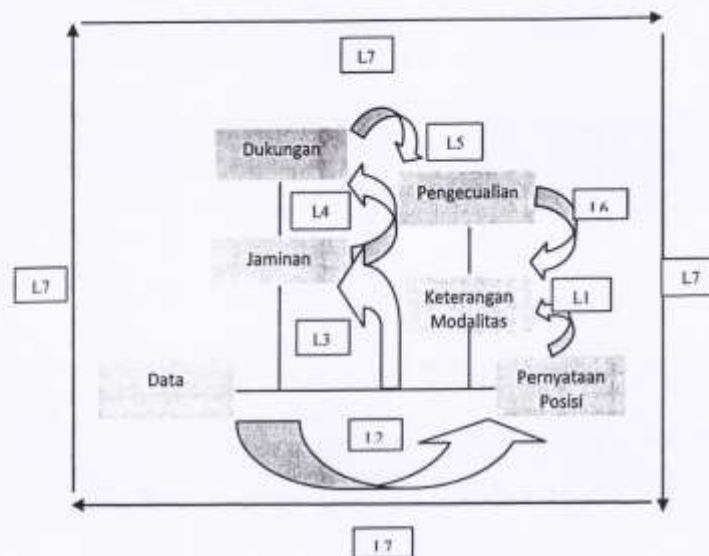 L7
Dukungan
L5
Pengecualian
L4
L6
Jaminan
L7
L7
Keterangan
Modalitas
L1
L3
Data
Pernyataan
Posisi
L2
L7